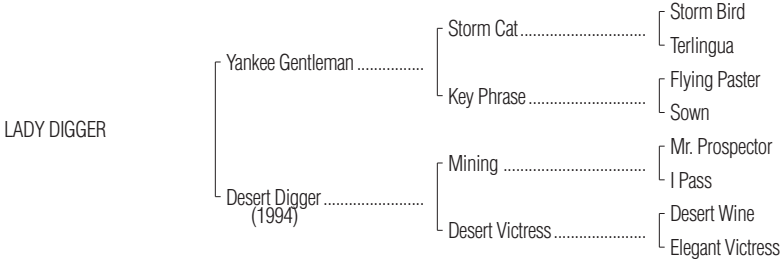 Storm Bird
Storm Cat..............................
Terlingua
Yankee Gentleman ................
Flying Paster
Key Phrase............................
Sown
LADY DIGGER
Mr. Prospector
Mining ..................................
I Pass
Desert Digger........................
(1994)
Desert Wine
Desert Victress......................
Elegant Victress